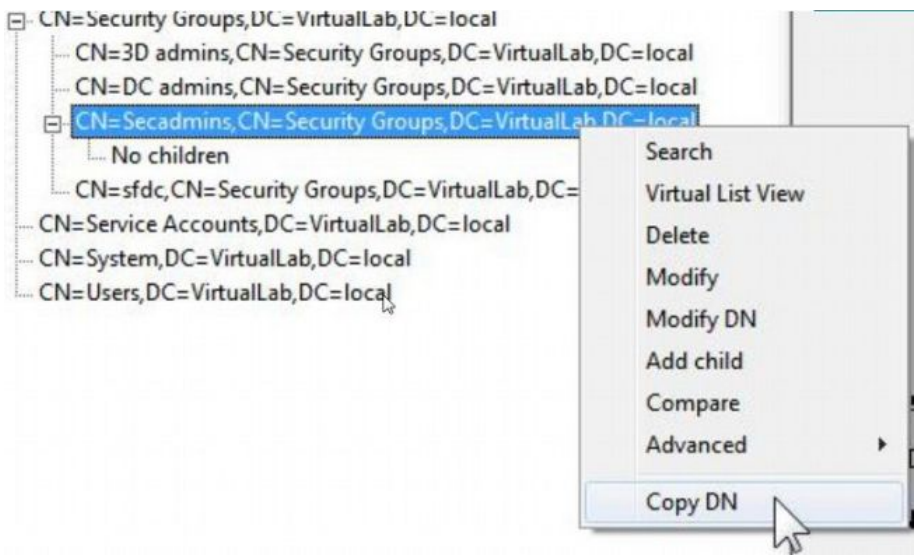 CN=Security Groups,DC=VirtualLab,DC=local
CN=3D admins,CN=Security Groups,DC=VirtualLab,DC=local
CN=DC admins,CN=Security Groups,DC=VirtualLab,DC=local
CN=Secadmins,CN=Security Groups,DC=VirtualLab,DC=local
No children
CN=sfdc,CN=Security Groups,DC=VirtualLab,DC=
CN=Service Accounts,DC=VirtualLab,DC=local
CN=System,DC=VirtualLab,DC=local
CN=Users,DC=VirtualLab,DC=local
Search
Virtual List View
Delete
Modify
Modify DN
Add child
Compare
Advanced
Copy DN